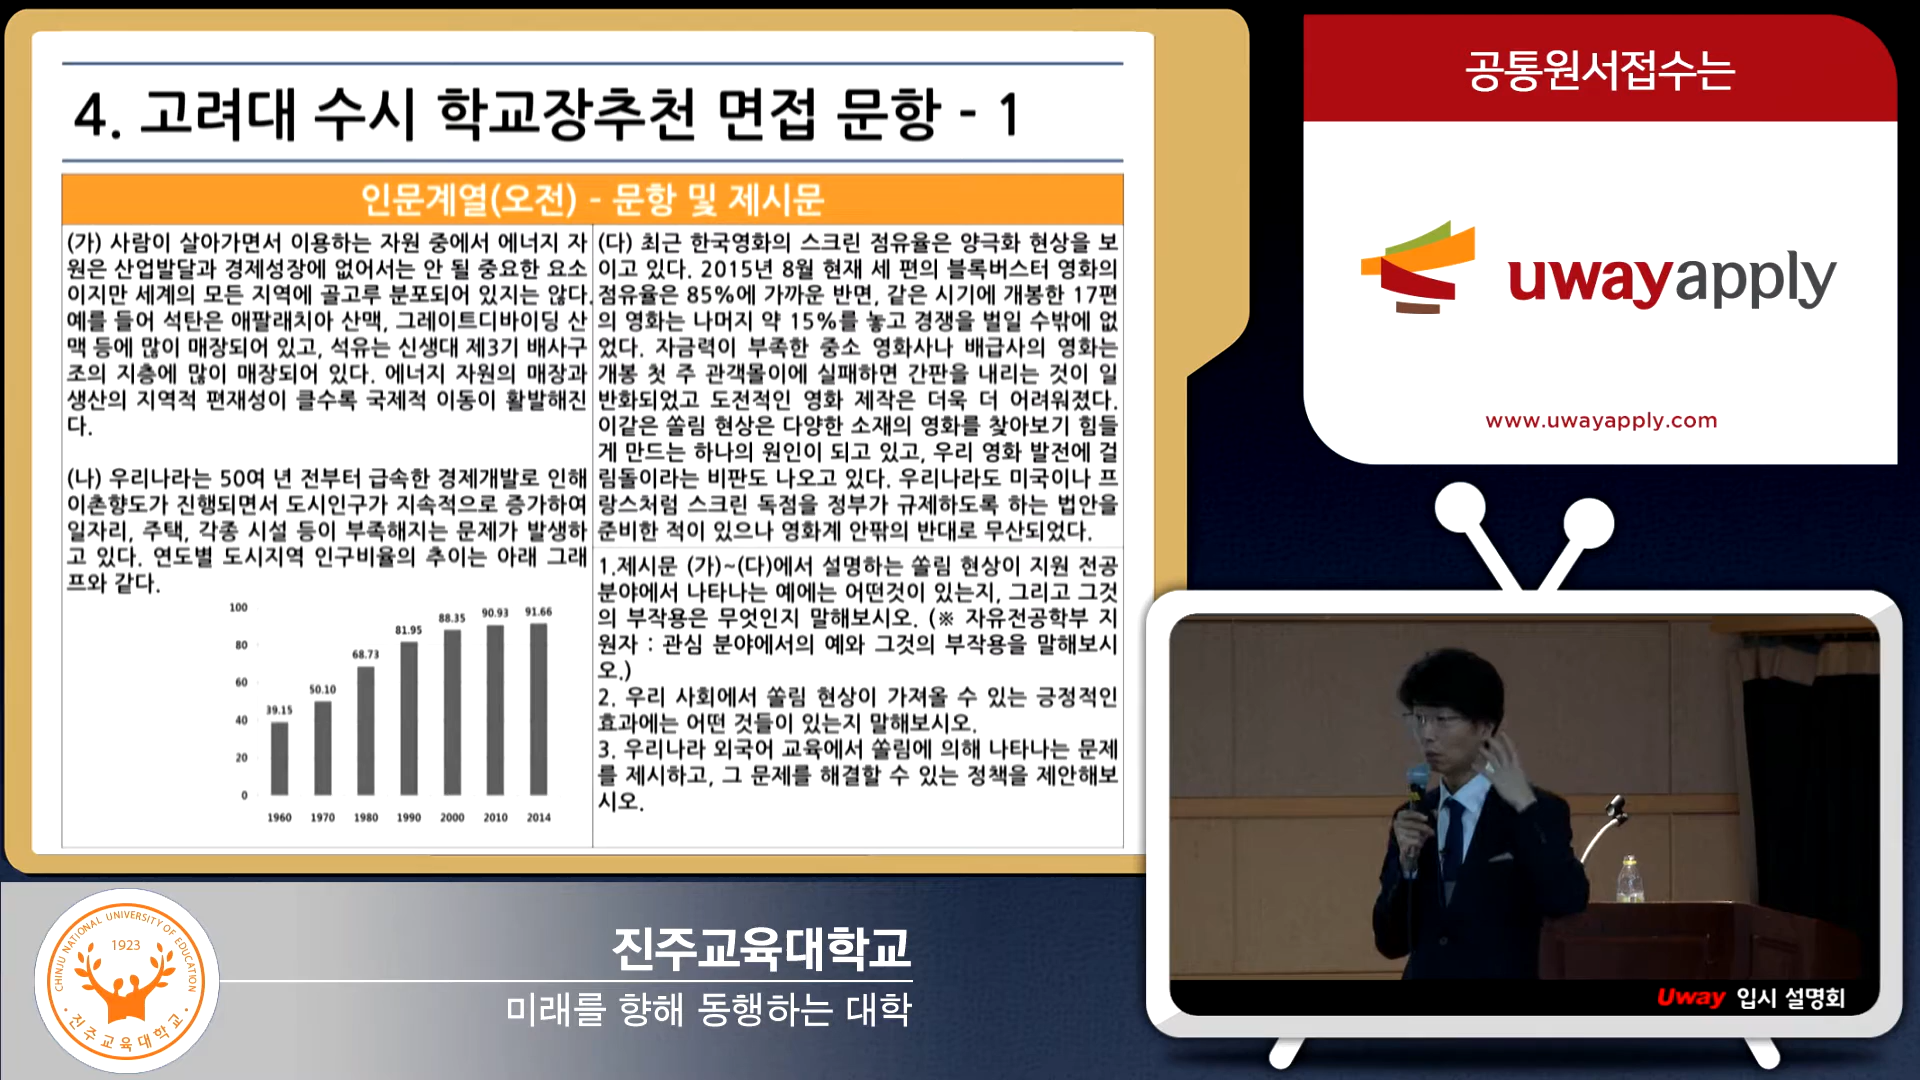 4. 고려대 수시 학교장추천 면접 문항 - 1
인문계열(오전) - 문항 및 제시문
(가) 사람이 살아가면서 이용하는 자원 중에서 에너지 자
원은 산업발달과 경제성장에 없어서는 안 될 중요한 요소
이지만 세계의 모든 지역에 골고루 분포되어 있지는 않다.
예를 들어 석탄은 애팔래치아 산맥, 그레이트디바이딩 산
맥 등에 많이 매장되어 있고, 석유는 신생대 제3기 배사구
조의 지층에 많이 매장되어 있다. 에너지 자원의 매장과
생산의 지역적 편재성이 클수록 국제적 이동이 활발해진
다.
(나) 우리나라는 50여 년 전부터 급속한 경제개발로 인해
이촌향도가 진행되면서 도시인구가 지속적으로 증가하여
일자리, 주택, 각종 시설 등이 부족해지는 문제가 발생하
고 있다. 연도별 도시지역 인구비율의 추이는 아래 그래
프와 같다.
100
80
60
40
20
0
39.15
50.10
68.73
81.95
88.35
90.93
91.66
1960
1970
1980
1990
2000
2010
2014
(다) 최근 한국영화의 스크린 점유율은 양극화 현상을 보
이고 있다. 2015년 8월 현재 세 편의 블록버스터 영화의
점유율은 85%에 가까운 반면, 같은 시기에 개봉한 17편
의 영화는 나머지 약 15%를 놓고 경쟁을 벌일 수밖에 없
었다. 자금력이 부족한 중소 영화사나 배급사의 영화는
개봉 첫 주 관객몰이에 실패하면 간판을 내리는 것이 일
반화되었고 도전적인 영화 제작은 더욱 더 어려워졌다.
이같은 쏠림 현상은 다양한 소재의 영화를 찾아보기 힘들
게 만드는 하나의 원인이 되고 있고, 우리 영화 발전에 걸
림돌이라는 비판도 나오고 있다. 우리나라도 미국이나 프
랑스처럼 스크린 독점을 정부가 규제하도록 하는 법안을
준비한 적이 있으나 영화계 안팎의 반대로 무산되었다.
1.제시문 (가)~(다)에서 설명하는 쏠림 현상이 지원 전공
분야에서 나타나는 예에는 어떤것이 있는지, 그리고 그것
의 부작용은 무엇인지 말해보시오. (※ 자유전공학부 지
원자 : 관심 분야에서의 예와 그것의 부작용을 말해보시
오.)
2. 우리 사회에서 쏠림 현상이 가져올 수 있는 긍정적인
효과에는 어떤 것들이 있는지 말해보시오.
3. 우리나라 외국어 교육에서 쏠림에 의해 나타나는 문제
를 제시하고, 그 문제를 해결할 수 있는 정책을 제안해보
시오.
공통원서접수는
uwayapply
www.uwayapply.com
Uway 입시 설명회
CHINJU NATIONAL UNIVERSITY OF EDUCATION
1923
진주교육대학교
진주교육대학교
미래를 향해 동행하는 대학